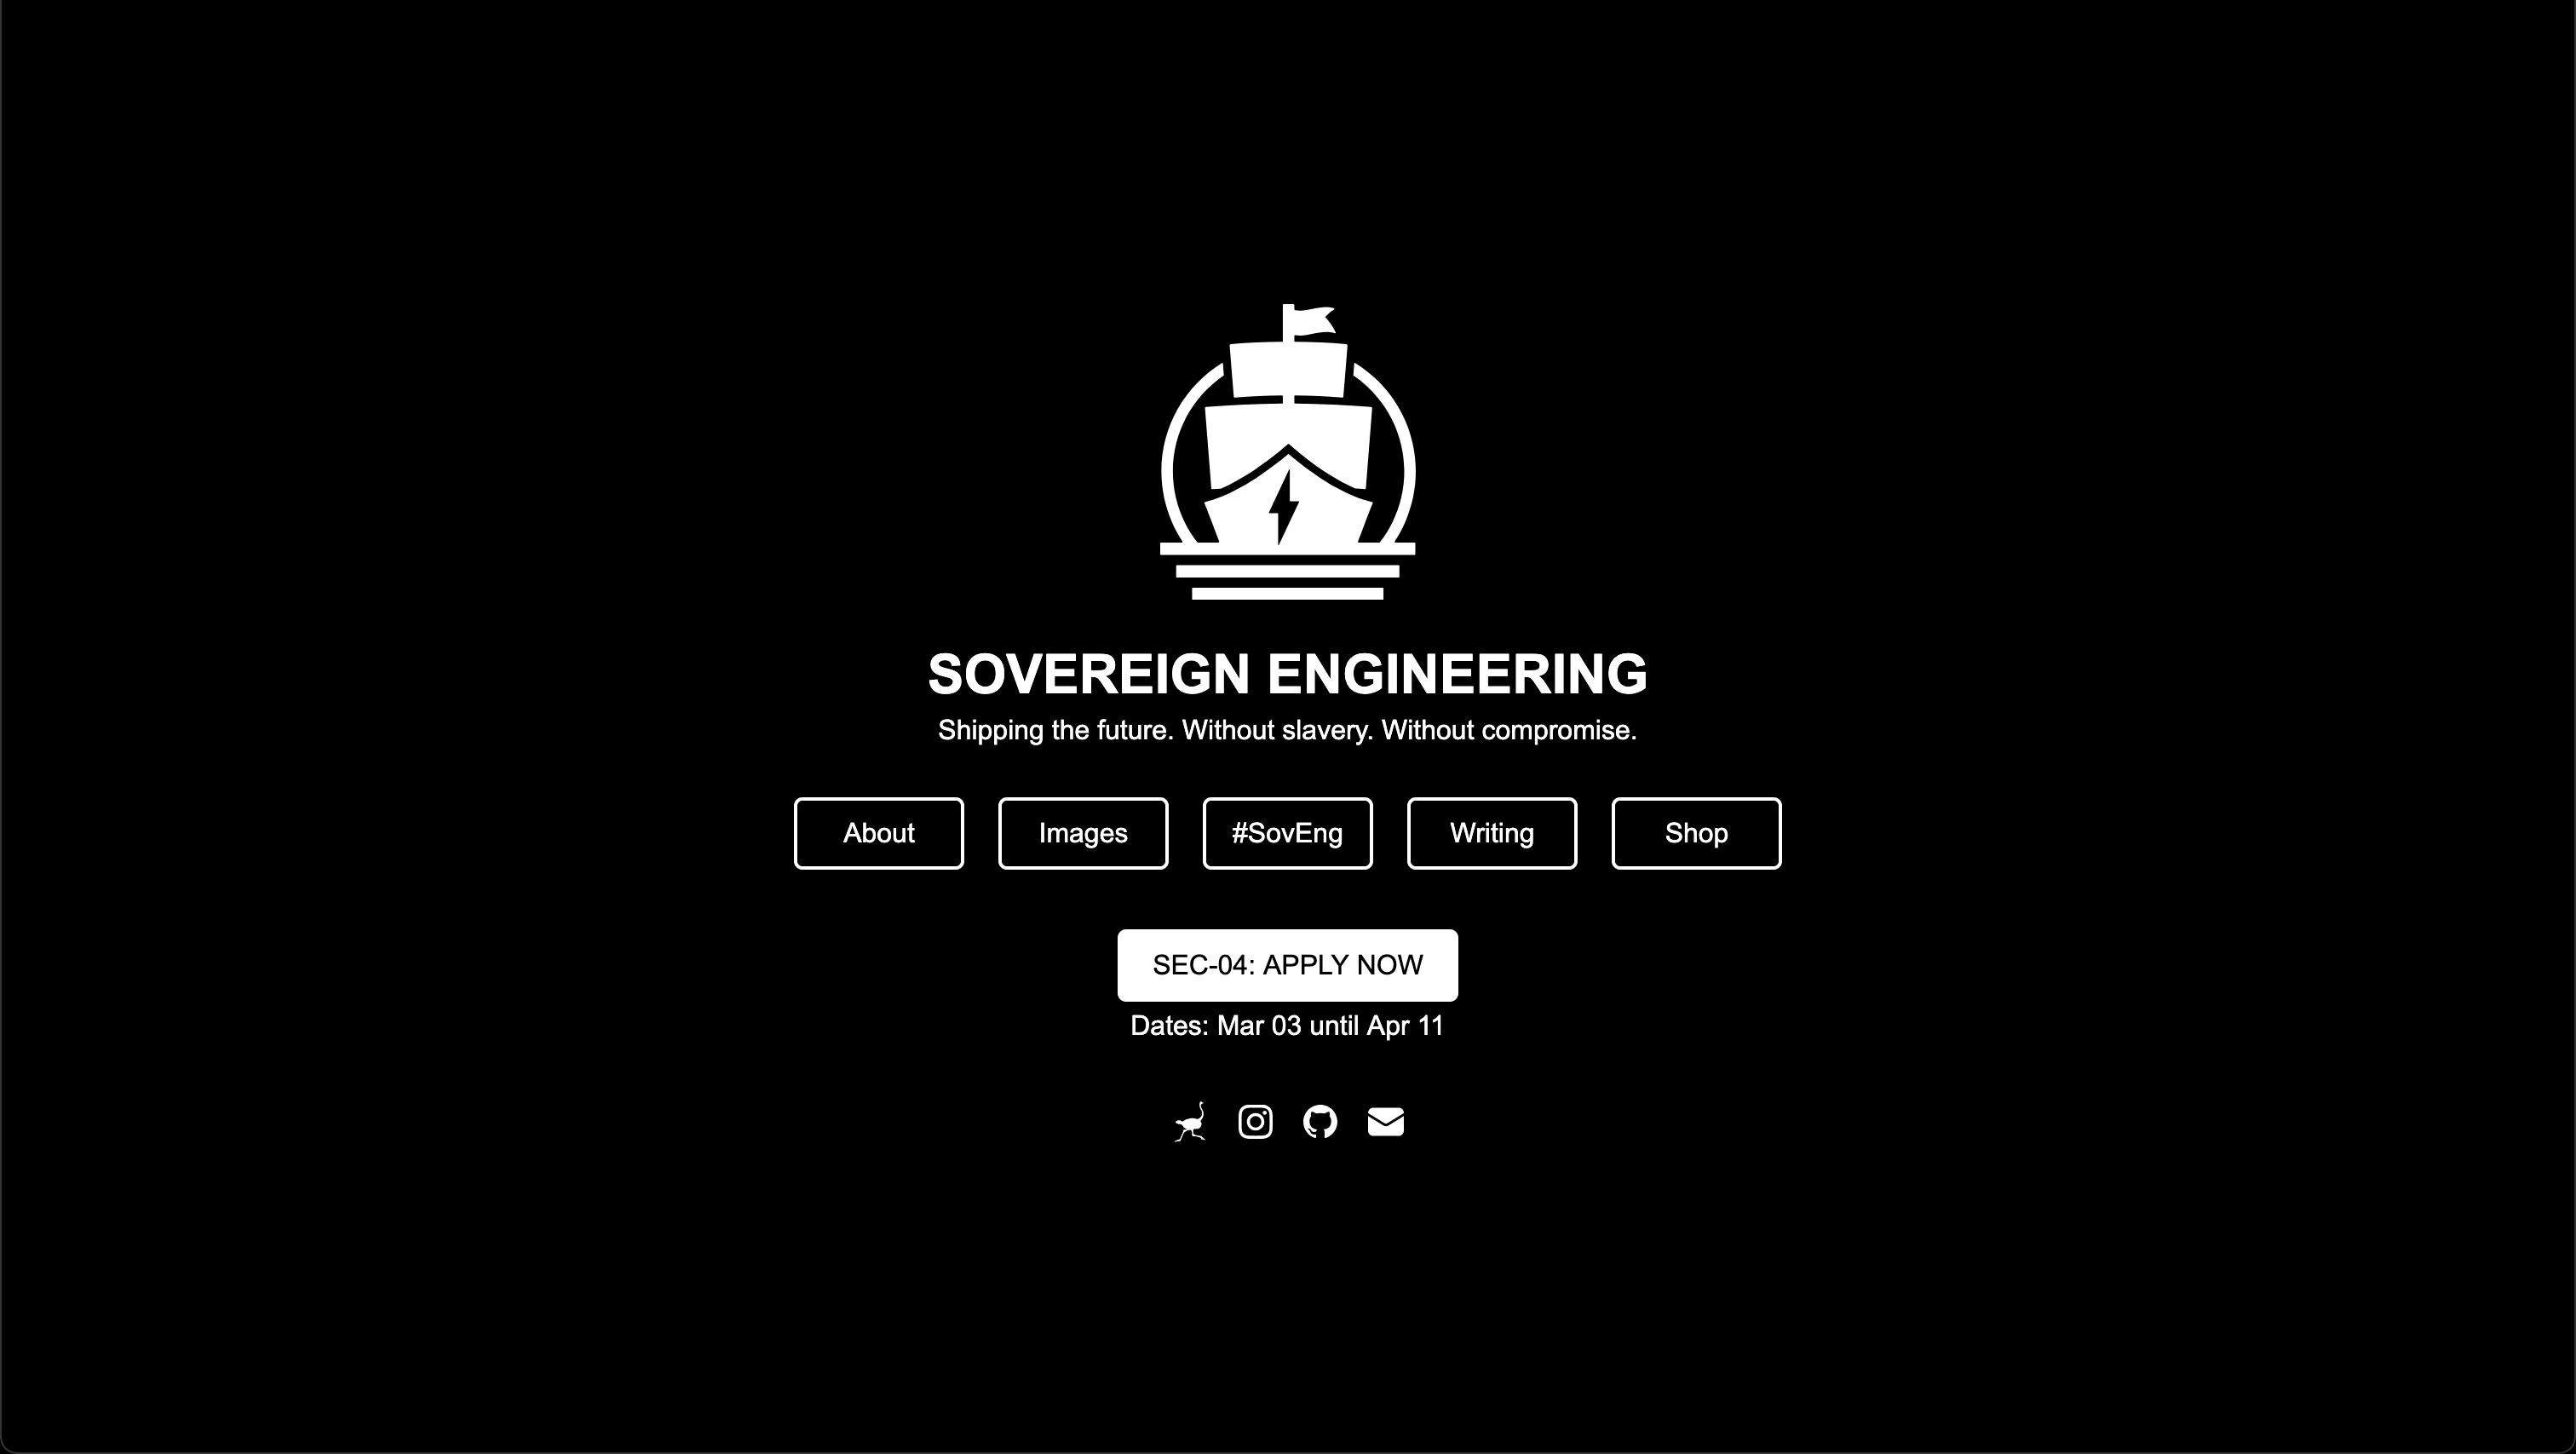 SOVEREIGN ENGINEERING
Shipping the future. Without slavery. Without compromise.
About
Images
#SovEng
Writing
Shop
SEC-04: APPLY NOW
Dates: Mar 03 until Apr 11